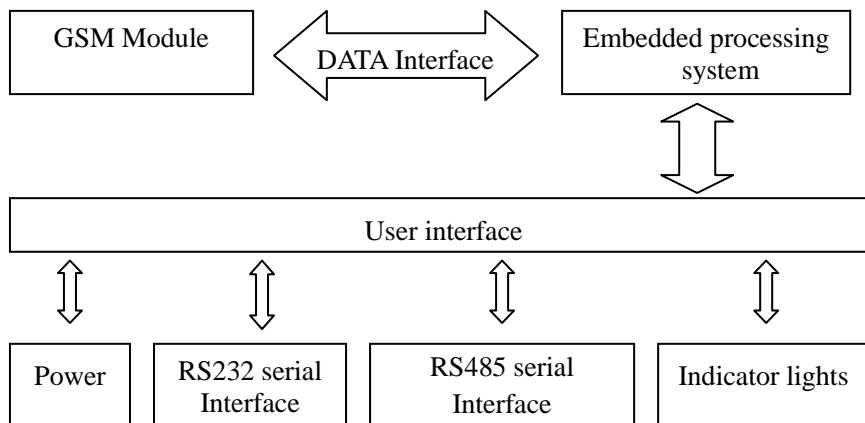 GSM Module
DATA Interface
Embedded processing
system
User interface
Power
RS232 serial
Interface
RS485 serial
Interface
Indicator lights